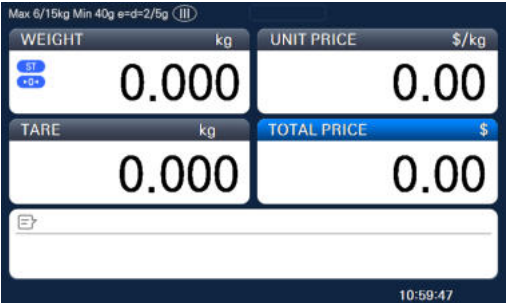 Max 6/15kg Min 40g e=d=2/5g III
WEIGHT kg
ST
→0←
0.000
UNIT PRICE $/kg
0.00
TARE kg
0.000
TOTAL PRICE $
0.00
10:59:47